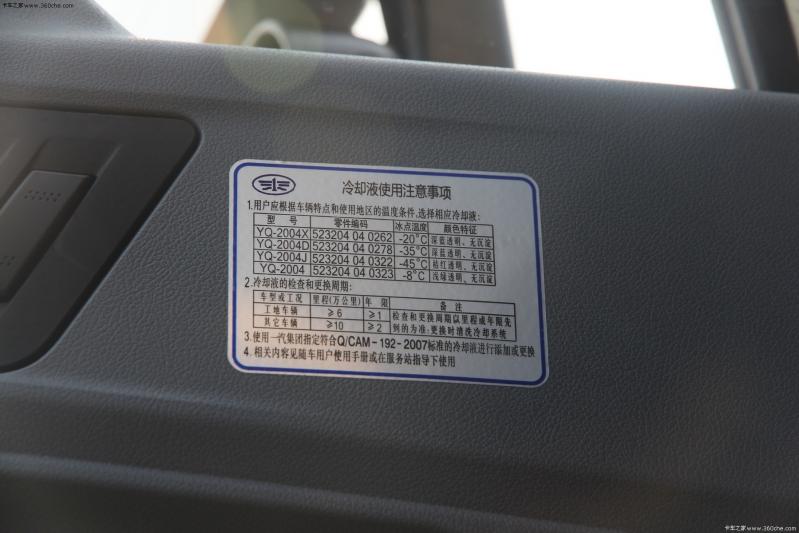 卡车之家 www.360che.com
冷却液使用注意事项
1.用户应根据车辆特点和使用地区的温度条件,选择相应冷却液:
型 号 零件编码 冰点温度 颜色特征
YQ-2004X 523204 04 0262 -20°C 深蓝透明、无沉淀
YQ-2004D 523204 04 0278 -35°C 深蓝透明、无沉淀
YQ-2004J 523204 04 0322 -45°C 桔红透明、无沉淀
YQ-2004 523204 04 0323 -8°C 浅绿透明、无沉淀
2.冷却液的检查和更换周期:
车型或工况 里程(万公里) 年 限 备 注
工地车辆 ≥6 ≥1 检查和更换周期以里程或年限先
其它车辆 ≥10 ≥2 到的为准;更换时清洗冷却系统
3.使用一汽集团指定符合Q/CAM-192-2007标准的冷却液进行添加或更换
4.相关内容见随车用户使用手册或在服务站指导下使用
卡车之家 www.360che.com